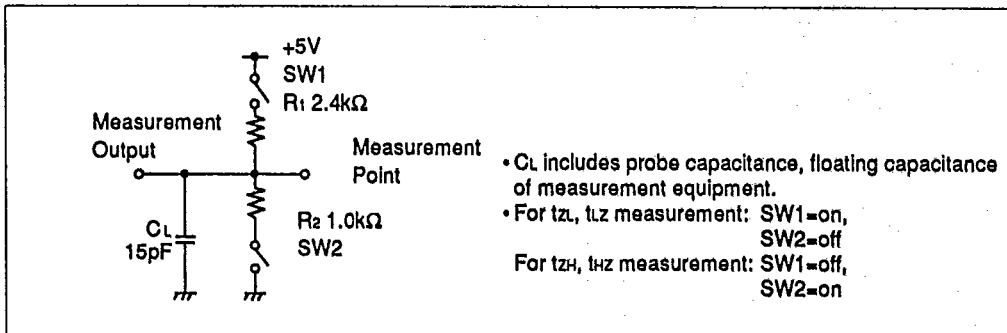 +5V
SW1
R1 2.4kΩ
Measurement
Output
Measurement
Point
R2 1.0kΩ
SW2
CL
15pF
• CL includes probe capacitance, floating capacitance
of measurement equipment.
• For tZL, tLZ measurement: SW1=on,
SW2=off
For tZH, tHZ measurement: SW1=off,
SW2=on